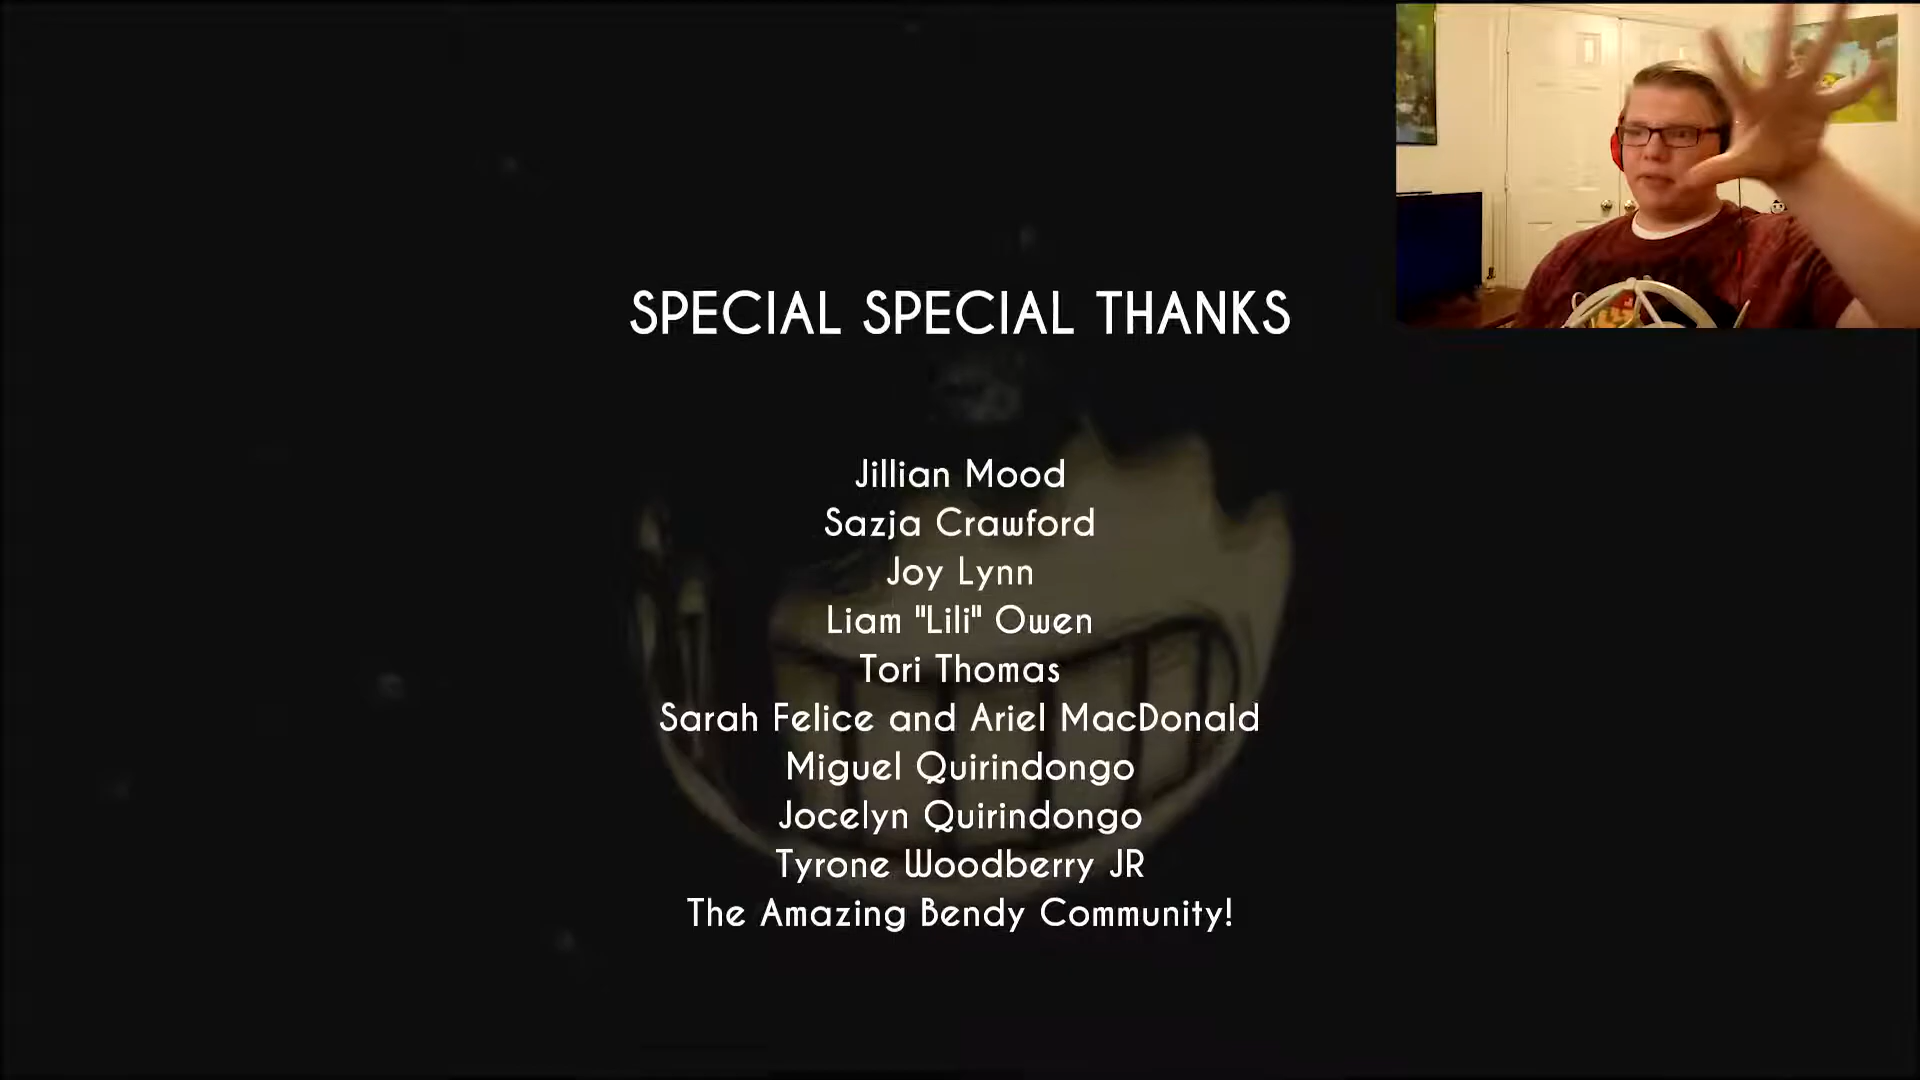 SPECIAL SPECIAL THANKS
Jillian Mood
Sazja Crawford
Joy Lynn
Liam "Lili" Owen
Tori Thomas
Sarah Felice and Ariel MacDonald
Miguel Quirindongo
Jocelyn Quirindongo
Tyrone Woodberry JR
The Amazing Bendy Community!